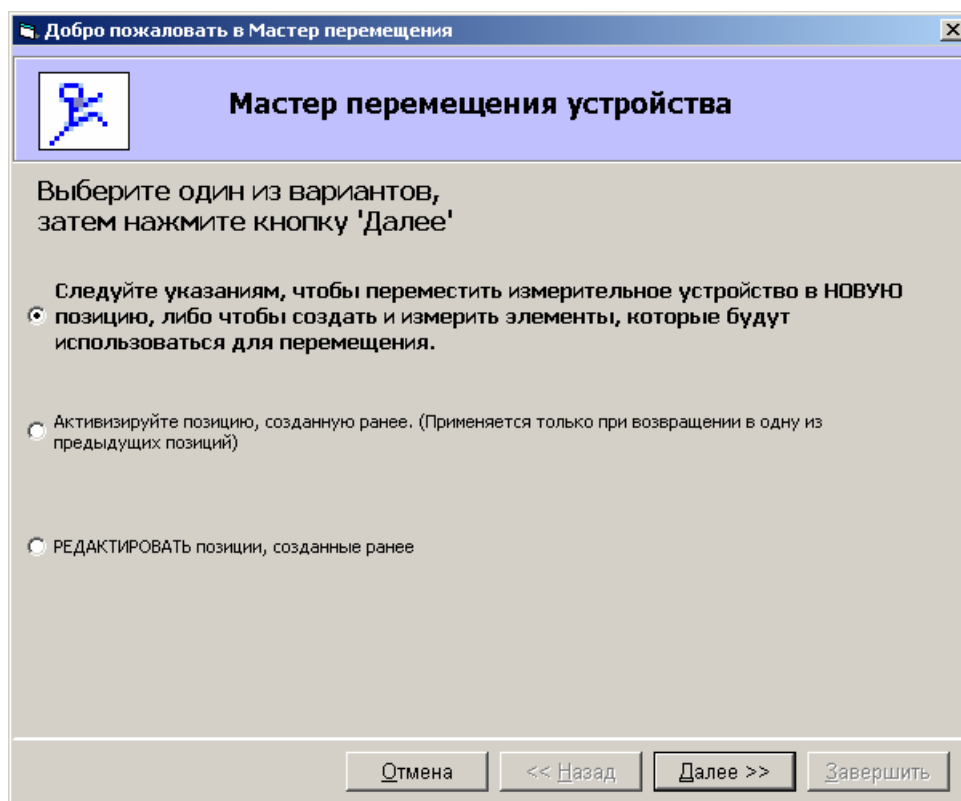 Добро пожаловать в Мастер перемещения
Мастер перемещения устройства
Выберите один из вариантов,
затем нажмите кнопку 'Далее'
Следуйте указаниям, чтобы переместить измерительное устройство в НОВУЮ
позицию, либо чтобы создать и измерить элементы, которые будут
использоваться для перемещения.
Активизируйте позицию, созданную ранее. (Применяется только при возвращении в одну из
предыдущих позиций)
РЕДАКТИРОВАТЬ позиции, созданные ранее
Отмена
<< Назад
Далее >>
Завершить